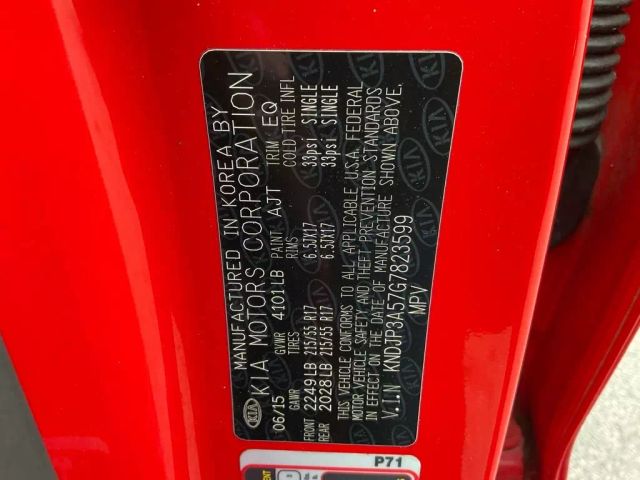 MANUFACTURED IN KOREA BY
KIA KIA MOTORS CORPORATION
06/15 GVWR 4101LB PAINT AJT TRIM EQ
GAWR RIMS COLD TIRE INFL
FRONT 2249LB 215/55 R17 6.5JX17 33psi SINGLE
REAR 2028LB 215/55 R17 6.5JX17 33psi SINGLE
THIS VEHICLE CONFORMS TO ALL APPLICABLE U.S.A. FEDERAL
MOTOR VEHICLE SAFETY AND THEFT PREVENTION STANDARDS
IN EFFECT ON THE DATE OF MANUFACTURE SHOWN ABOVE.
V.I.N KNDJP3A57G7823599
MPV
P71